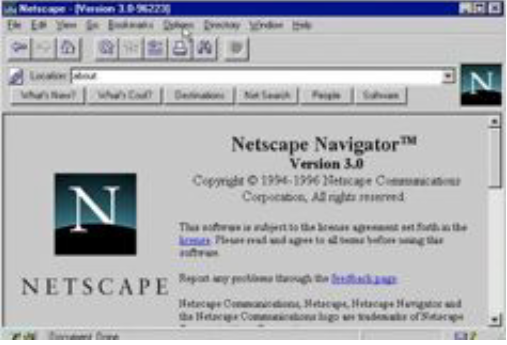 Netscape - [Version 3.0-96223]
File Edit View Go Bookmarks Options Directory Window Help
Location: about:
What's New? What's Cool? Destinations Net Search People Software
N
Netscape Navigator™
Version 3.0
Copyright © 1994-1996 Netscape Communications
Corporation, All rights reserved.
This software is subject to the license agreement set forth in the
license. Please read and agree to all terms before using this
software.
Report any problems through the feedback page.
N
NETSCAPE
Netscape Communications, Netscape, Netscape Navigator and
the Netscape Communications logo are trademarks of Netscape
Document: Done